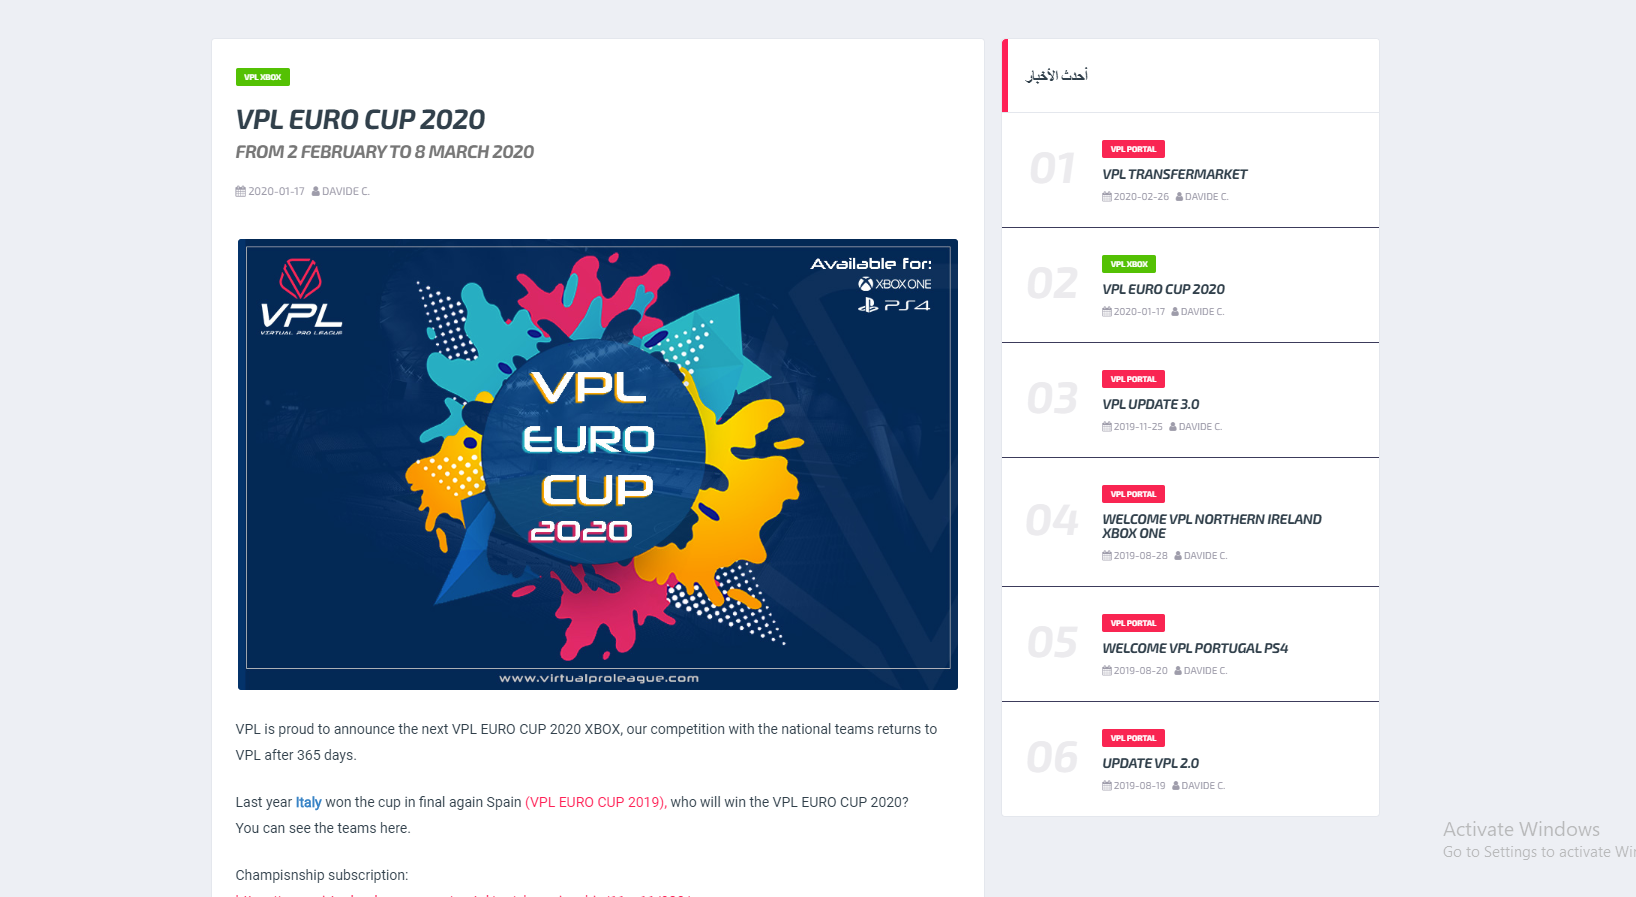 VPL XBOX
VPL EURO CUP 2020
FROM 2 FEBRUARY TO 8 MARCH 2020
2020-01-17 DAVIDE C.
VPL
VIRTUAL PRO LEAGUE
Available for:
XBOX ONE
PS4
VPL
EURO
CUP
2020
www.virtualproleague.com
VPL is proud to announce the next VPL EURO CUP 2020 XBOX, our competition with the national teams returns to
VPL after 365 days.
Last year Italy won the cup in final again Spain (VPL EURO CUP 2019), who will win the VPL EURO CUP 2020?
You can see the teams here.
Champisnship subscription:
أحدث الأخبار
01
VPL PORTAL
VPL TRANSFERMARKET
2020-02-26 DAVIDE C.
02
VPL XBOX
VPL EURO CUP 2020
2020-01-17 DAVIDE C.
03
VPL PORTAL
VPL UPDATE 3.0
2019-11-25 DAVIDE C.
04
VPL PORTAL
WELCOME VPL NORTHERN IRELAND
XBOX ONE
2019-08-28 DAVIDE C.
05
VPL PORTAL
WELCOME VPL PORTUGAL PS4
2019-08-20 DAVIDE C.
06
VPL PORTAL
UPDATE VPL 2.0
2019-08-19 DAVIDE C.
Activate Windows
Go to Settings to activate Wi